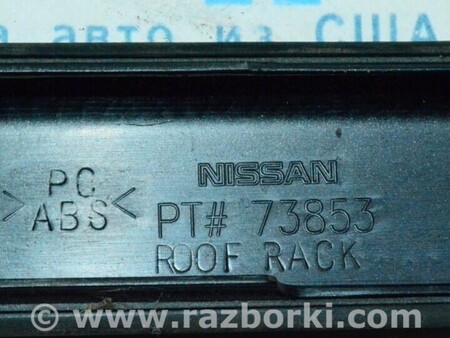 а авто из США
NISSAN
>PC
ABS<
PT# 73853
ROOF RACK
www.razborki.com